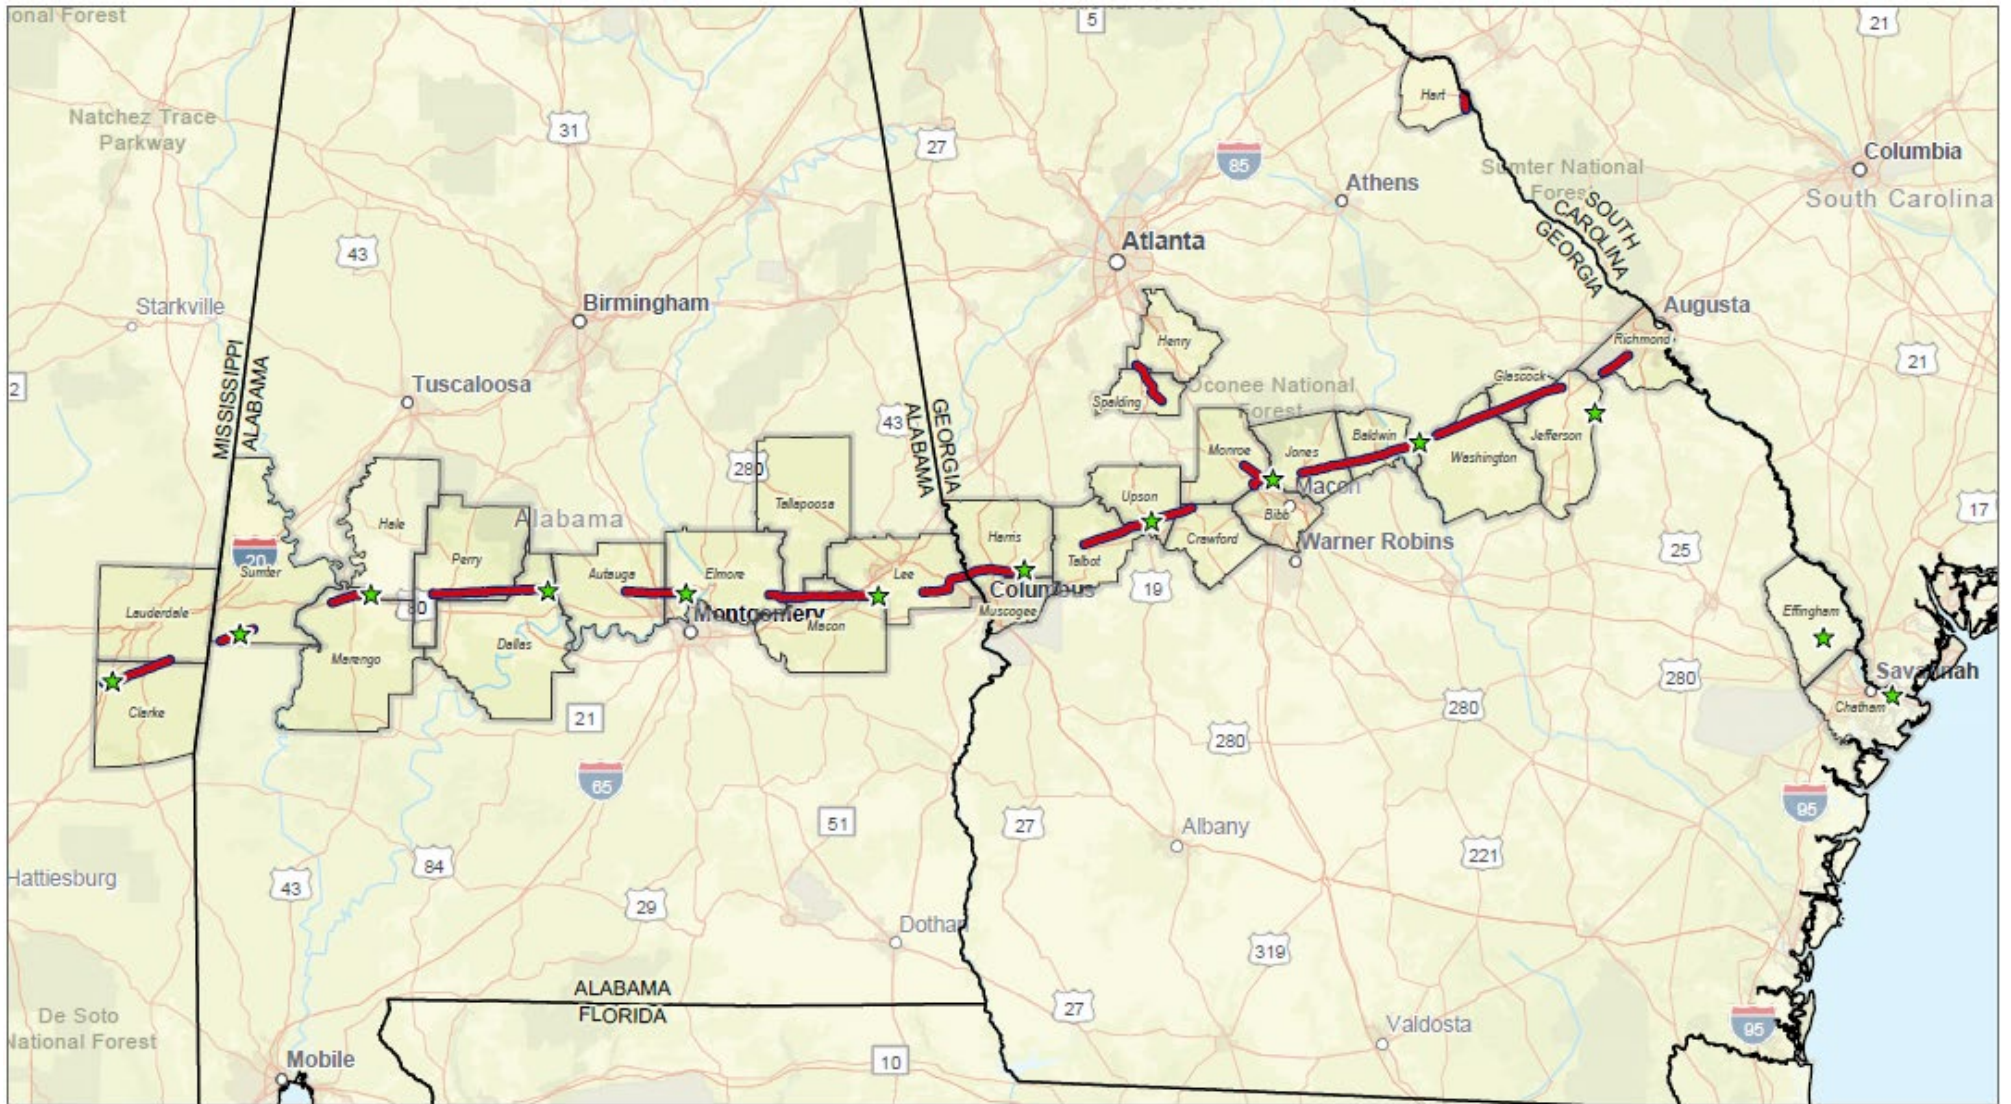 ional Forest
5
21
Natchez Trace
Parkway
31
27
85
Hart
Columbia
South Carolina
Athens
Sumter National
Forest
SOUTH
CAROLINA
GEORGIA
43
Atlanta
Starkville
Birmingham
Augusta
MISSISSIPPI
ALABAMA
Henry
Richmond
21
2
Tuscaloosa
Spalding
Oconee National
Forest
Glascock
43
GEORGIA
ALABAMA
280
Monroe
Jones
Baldwin
Washington
Jefferson
Macon
Tallapoosa
Upson
Bibb
17
Hale
Alabama
Perry
Harris
Talbot
Crawford
Warner Robins
25
20
Sumter
Autauga
Elmore
Lee
Columbus
19
Lauderdale
80
Montgomery
Macon
Muscogee
Effingham
Marengo
Dallas
280
Savannah
Clarke
21
280
280
Chatham
65
51
27
Albany
95
84
221
Hattiesburg
43
29
Dothan
319
ALABAMA
FLORIDA
27
De Soto
National Forest
Valdosta
95
Mobile
10